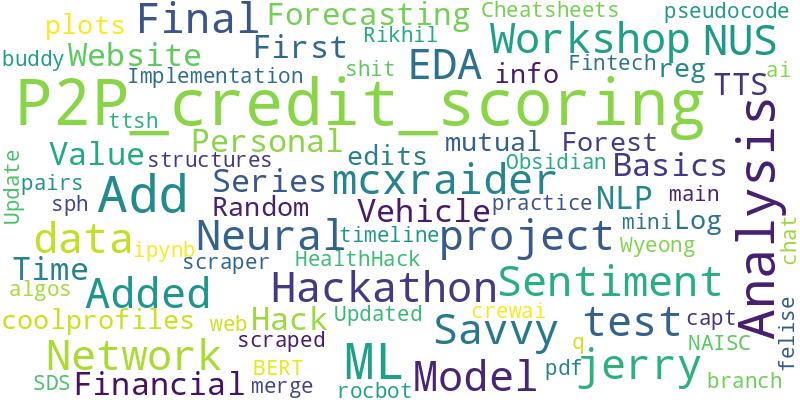 plots Final Forecasting Cheatsheets pseudocode
buddy Website First Rikhil Workshop NUS
Implementation shit EDA info Fintech reg TTS ai
P2P_credit_scoring
ttsh
Personal mutual Forest
Value structures edits Obsidian Basics
Update pairs sph Add Series mcxraider practice NLP main
Random Vehicle mini Log
data ipynb Neural timeline project Wyeong chat
Time scraper HealthHack
algos Added Hackathon Sentiment Analysis
coolprofiles web Hack Updated crewai test capt felise
scraped Savvy q NAISC
Network BERT ML pdf jerry
SDS Financial merge rocbot Model branch